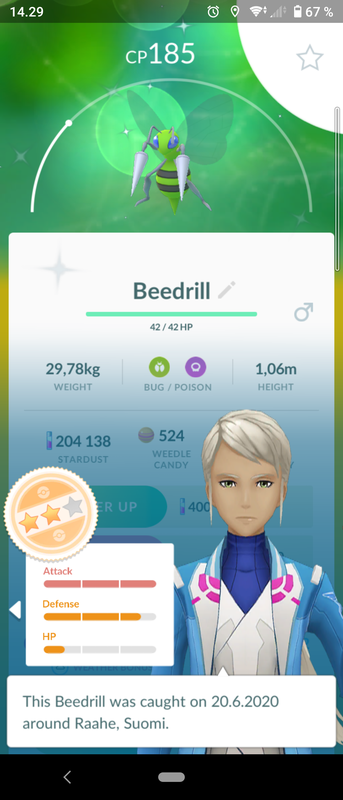 14.29
67 %
CP185
Beedrill
42 / 42 HP
29,78kg
WEIGHT
BUG / POISON
1,06m
HEIGHT
204 138
STARDUST
524
WEEDLE
CANDY
ER UP
400
Attack
Defense
HP
WEATHER BONUS
This Beedrill was caught on 20.6.2020
around Raahe, Suomi.